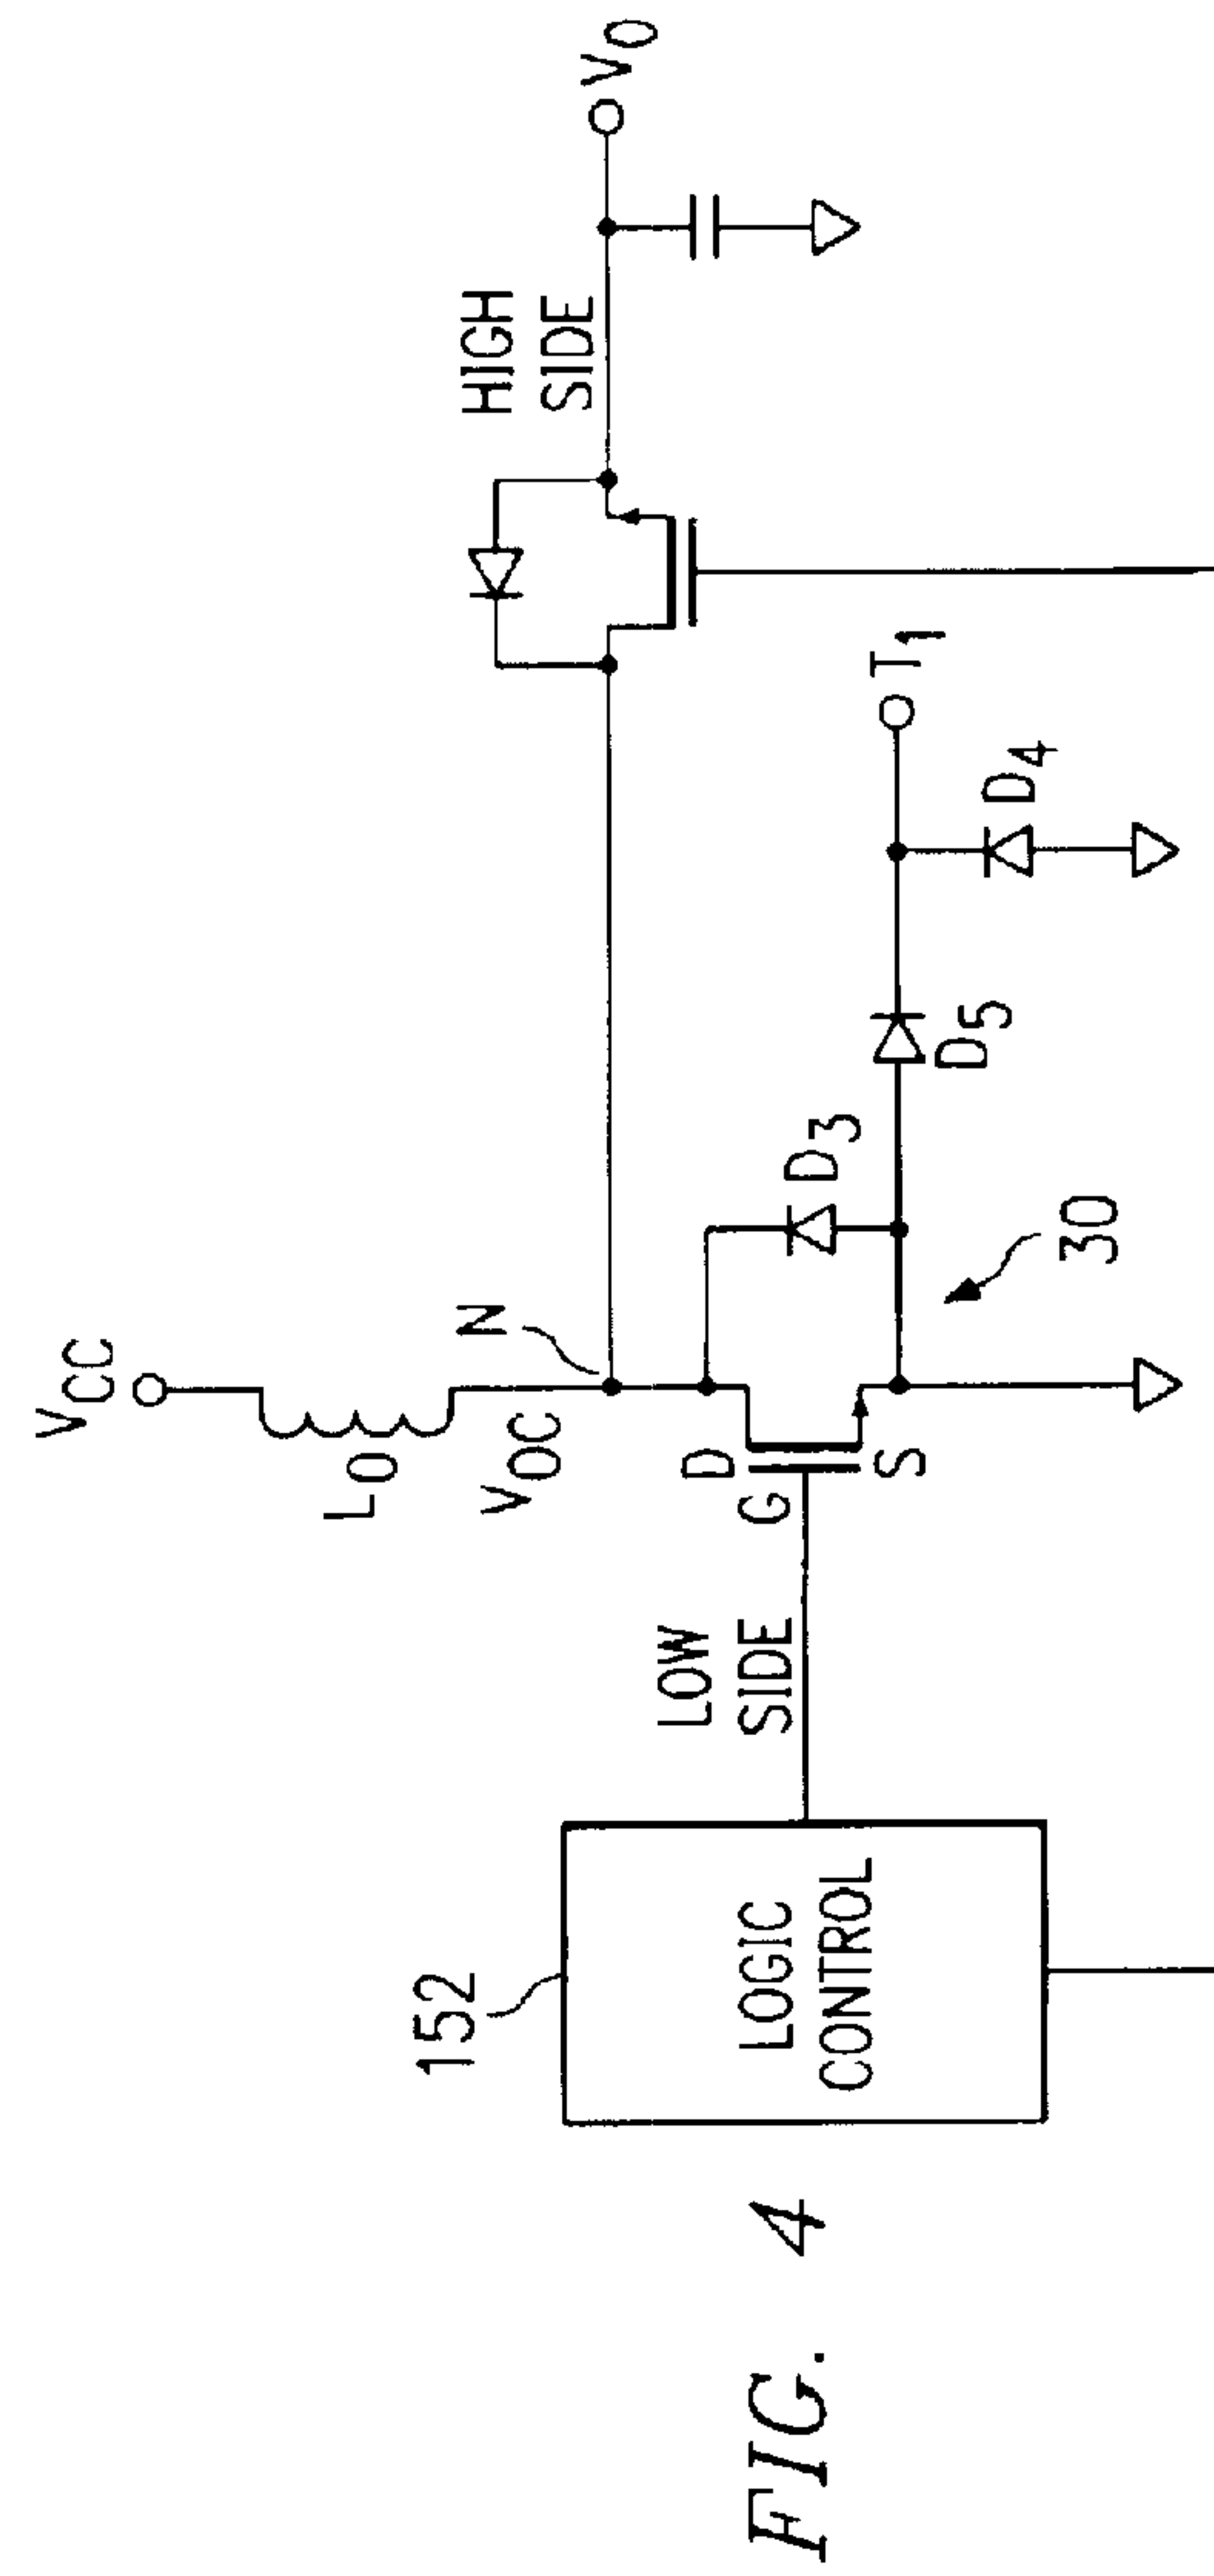 V_CC
L_O
V_OC
N
HIGH
SIDE
V_O
152
LOGIC
CONTROL
LOW
SIDE
D
G
S
D_3
D_5
D_4
T_1
30
FIG. 4